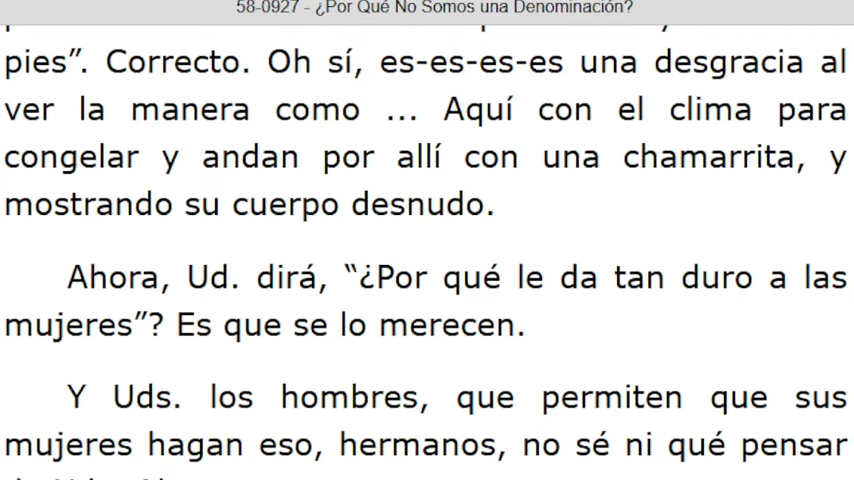 58-0927 - ¿Por Qué No Somos una Denominación?
pies”. Correcto. Oh sí, es-es-es-es una desgracia al
ver la manera como ... Aquí con el clima para
congelar y andan por allí con una chamarrita, y
mostrando su cuerpo desnudo.
Ahora, Ud. dirá, “¿Por qué le da tan duro a las
mujeres”? Es que se lo merecen.
Y Uds. los hombres, que permiten que sus
mujeres hagan eso, hermanos, no sé ni qué pensar